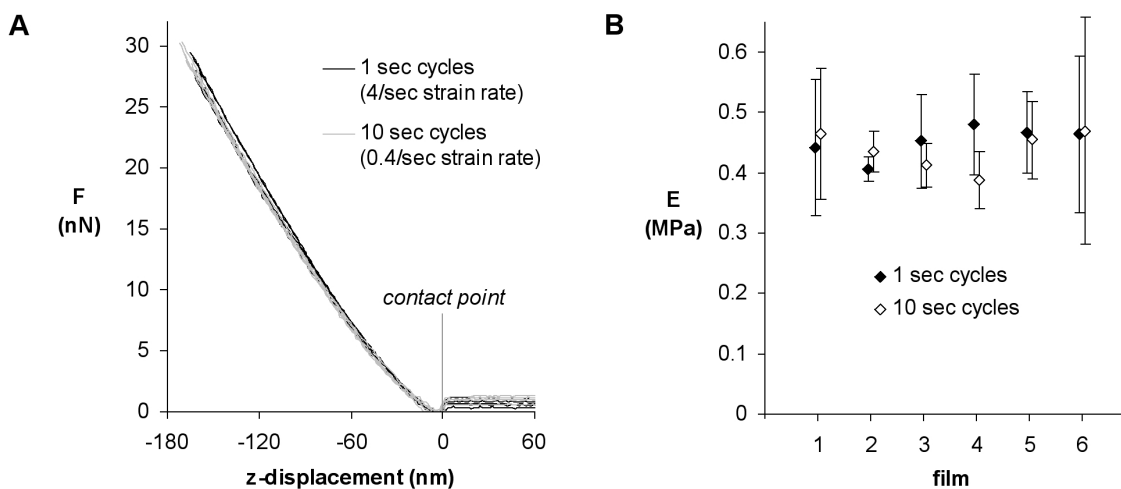 A
30
25
20
15
10
5
0
F
(nN)
1 sec cycles
(4/sec strain rate)
10 sec cycles
(0.4/sec strain rate)
contact point
-180 -120 -60 0 60
z-displacement (nm)
B
0.6
0.5
0.4
0.3
0.2
0.1
0
E
(MPa)
1 sec cycles
10 sec cycles
1 2 3 4 5 6
film